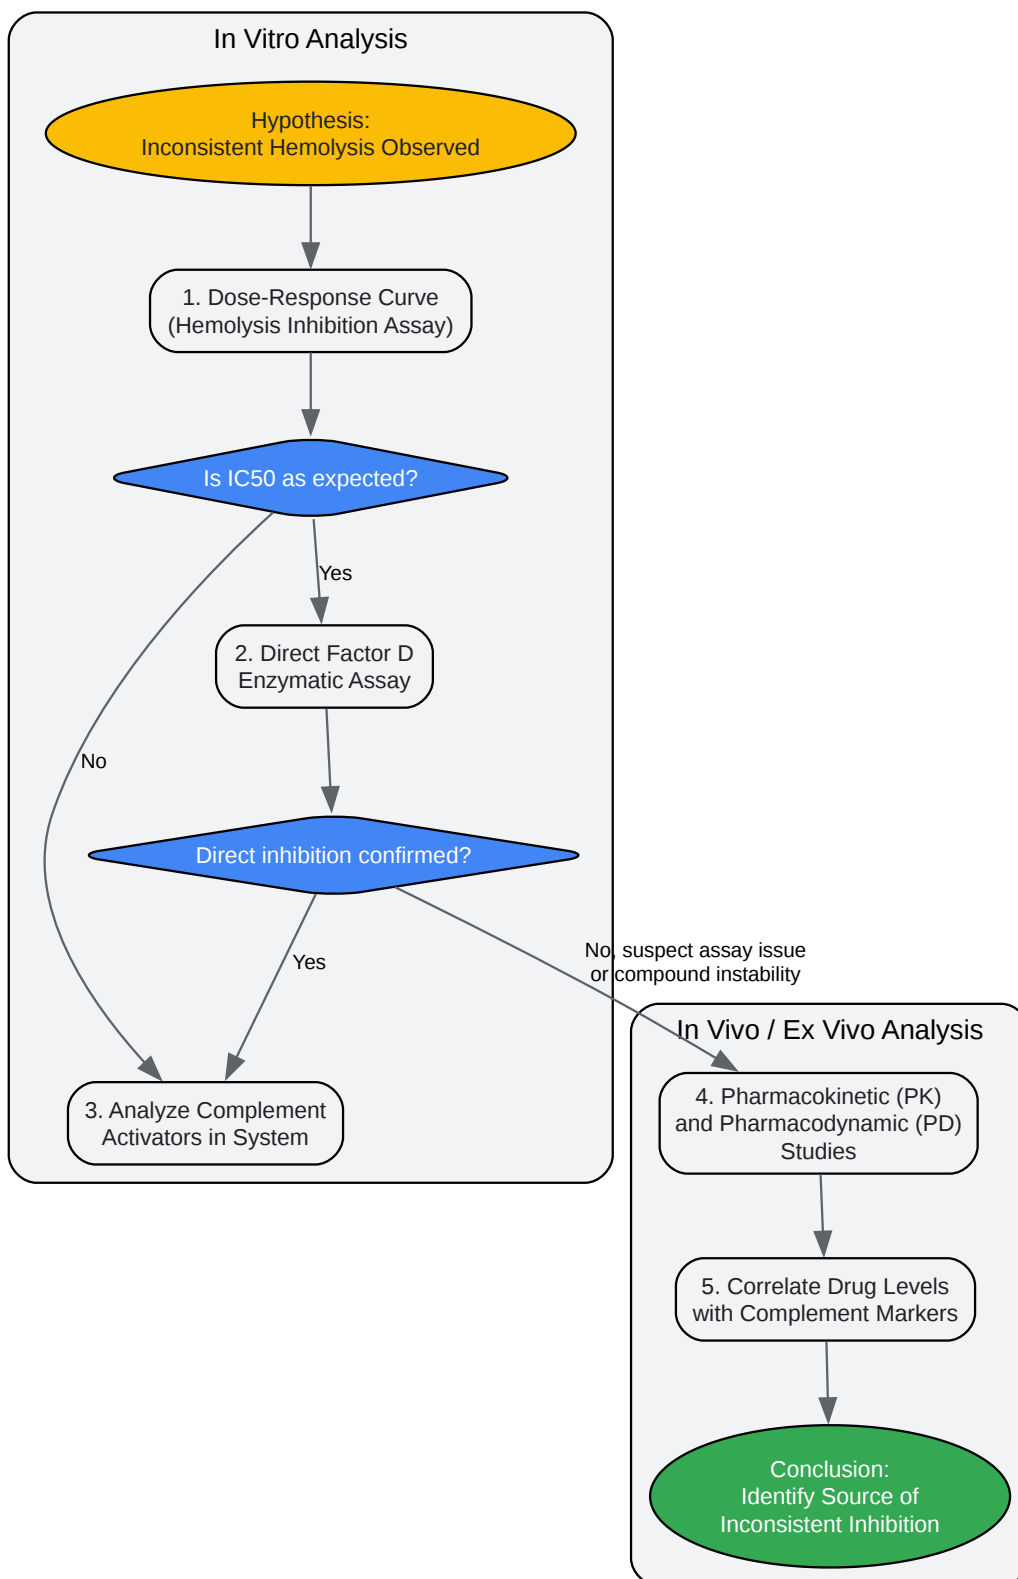 In Vitro Analysis
Hypothesis:
Inconsistent Hemolysis Observed
1. Dose-Response Curve
(Hemolysis Inhibition Assay)
Is IC50 as expected?
Yes
2. Direct Factor D
Enzymatic Assay
No
Direct inhibition confirmed?
Yes
No, suspect assay issue
or compound instability
3. Analyze Complement
Activators in System
In Vivo / Ex Vivo Analysis
4. Pharmacokinetic (PK)
and Pharmacodynamic (PD)
Studies
5. Correlate Drug Levels
with Complement Markers
Conclusion:
Identify Source of
Inconsistent Inhibition